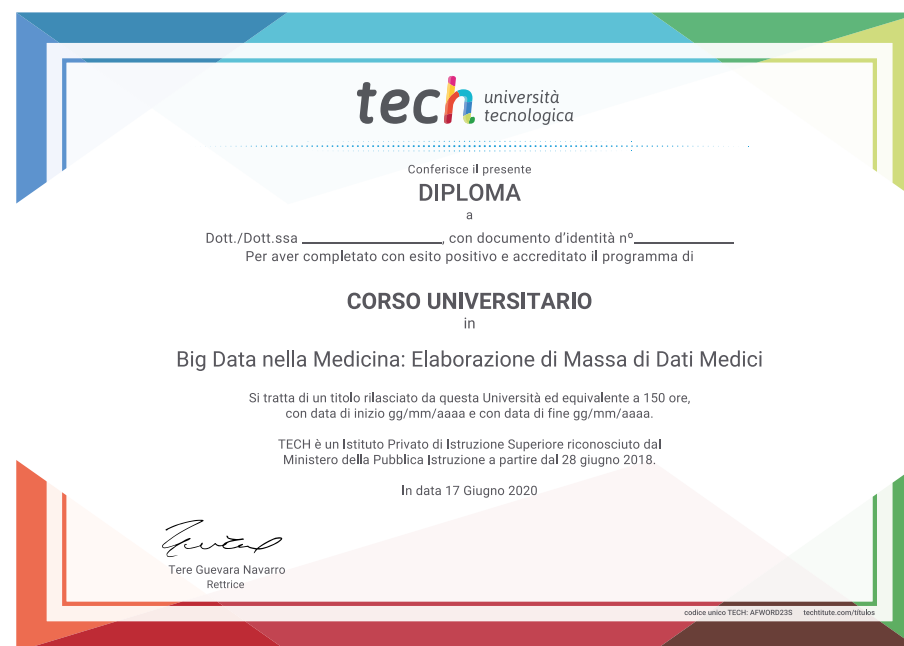 tech università
tecnologica
Conferisce il presente
DIPLOMA
a
Dott./Dott.ssa ____________________, con documento d'identità nº______________
Per aver completato con esito positivo e accreditato il programma di
CORSO UNIVERSITARIO
in
Big Data nella Medicina: Elaborazione di Massa di Dati Medici
Si tratta di un titolo rilasciato da questa Università ed equivalente a 150 ore,
con data di inizio gg/mm/aaaa e con data di fine gg/mm/aaaa.
TECH è un Istituto Privato di Istruzione Superiore riconosciuto dal
Ministero della Pubblica Istruzione a partire dal 28 giugno 2018.
In data 17 Giugno 2020
Tere Guevara Navarro
Rettrice
codice unico TECH: AFWORD23S techtitute.com/títulos